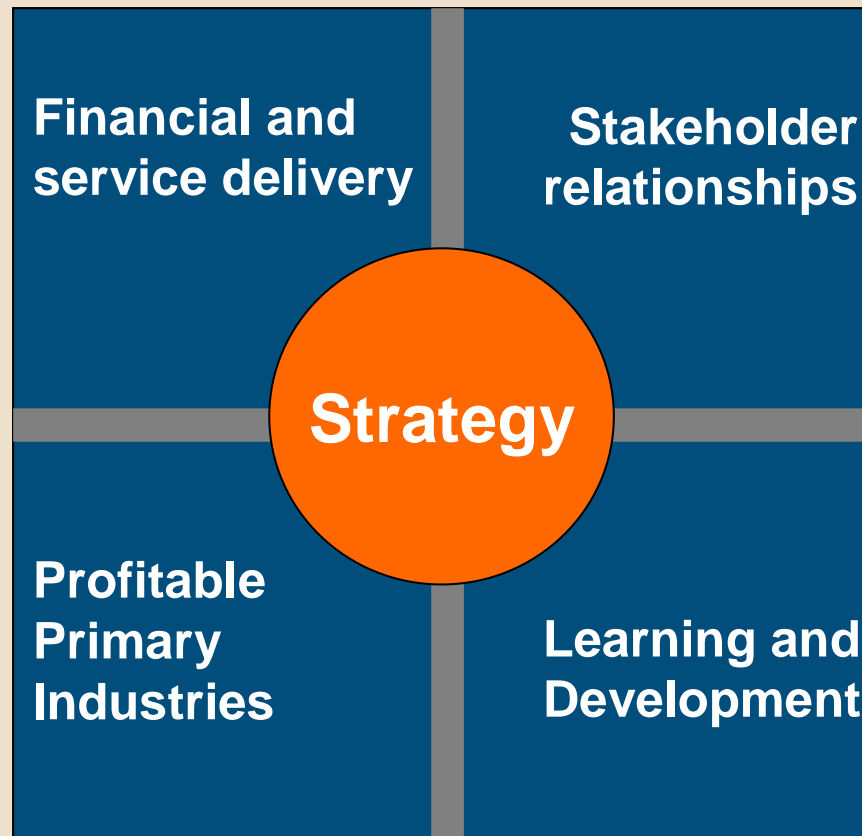 Financial and
service delivery
Stakeholder
relationships
Strategy
Profitable
Primary
Industries
Learning and
Development